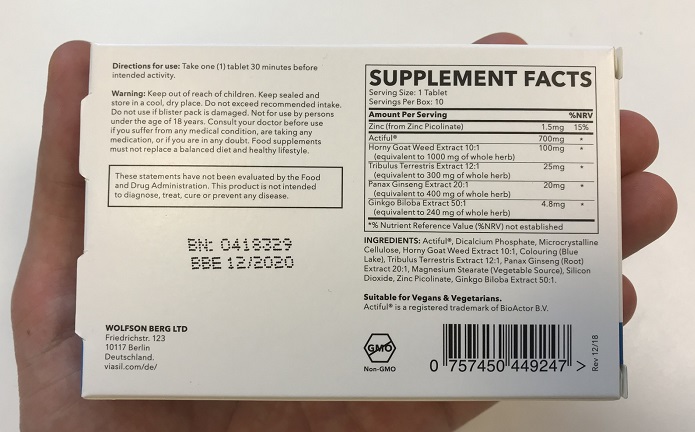 Directions for use: Take one (1) tablet 30 minutes before
intended activity.
Warning: Keep out of reach of children. Keep sealed and
store in a cool, dry place. Do not exceed recommended intake.
Do not use if blister pack is damaged. Not for use by persons
under the age of 18 years. Consult your doctor before use
if you suffer from any medical condition, are taking any
medication, or if you are in any doubt. Food supplements
must not replace a balanced diet and healthy lifestyle.
These statements have not been evaluated by the Food
and Drug Administration. This product is not intended
to diagnose, treat, cure or prevent any disease.
BN: 0418329
BBE 12/2020
WOLFSON BERG LTD
Friedrichstr. 123
10117 Berlin
Deutschland.
viasil.com/de/
SUPPLEMENT FACTS
Serving Size: 1 Tablet
Servings Per Box: 10
Amount Per Serving %NRV
Zinc (from Zinc Picolinate) 1.5mg 15%
Actiful® 700mg *
Horny Goat Weed Extract 10:1 100mg *
(equivalent to 1000 mg of whole herb)
Tribulus Terrestris Extract 12:1 25mg *
(equivalent to 300 mg of whole herb)
Panax Ginseng Extract 20:1 20mg *
(equivalent to 400 mg of whole herb)
Ginkgo Biloba Extract 50:1 4.8mg *
(equivalent to 240 mg of whole herb)
*% Nutrient Reference Value (%NRV) not established
INGREDIENTS: Actiful®, Dicalcium Phosphate, Microcrystalline
Cellulose, Horny Goat Weed Extract 10:1, Colouring (Blue
Lake), Tribulus Terrestris Extract 12:1, Panax Ginseng (Root)
Extract 20:1, Magnesium Stearate (Vegetable Source), Silicon
Dioxide, Zinc Picolinate, Ginkgo Biloba Extract 50:1.
Suitable for Vegans & Vegetarians.
Actiful® is a registered trademark of BioActor B.V.
GMO
Non-GMO
0 757450 449247 >
Rev 12/18